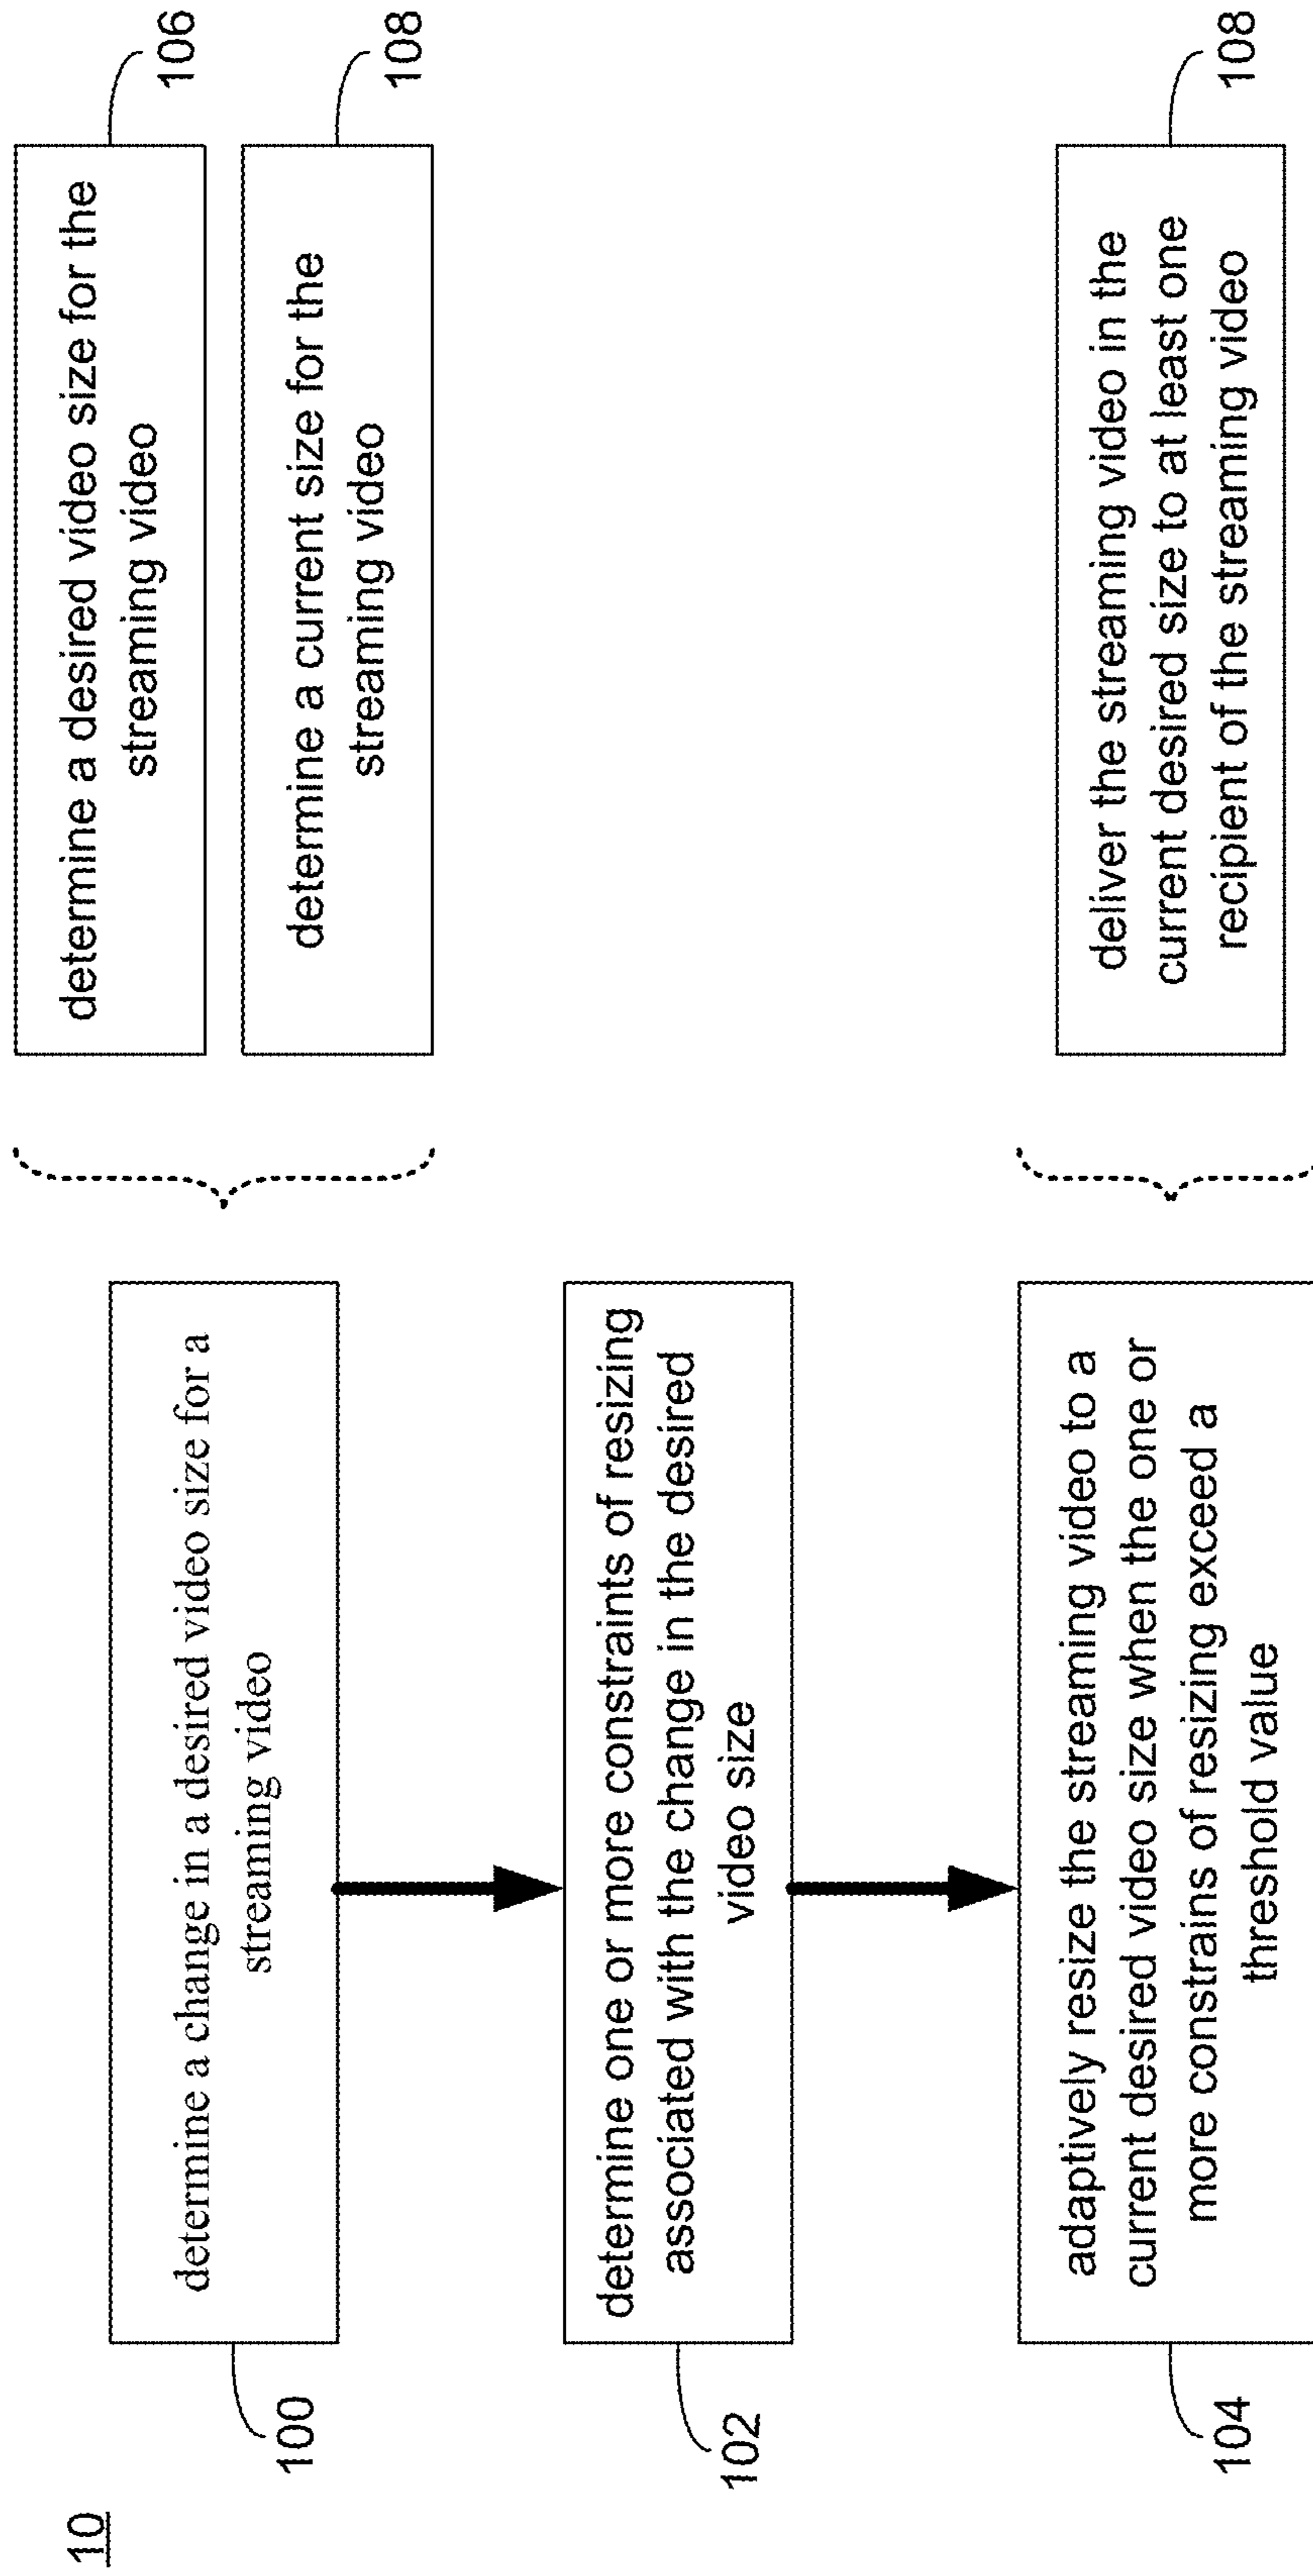 10
determine a change in a desired video size for a
streaming video
100
determine a desired video size for the
streaming video
106
determine a current size for the
streaming video
108
determine one or more constraints of resizing
associated with the change in the desired
video size
102
adaptively resize the streaming video to a
current desired video size when the one or
more constrains of resizing exceed a
threshold value
104
deliver the streaming video in the
current desired size to at least one
recipient of the streaming video
108